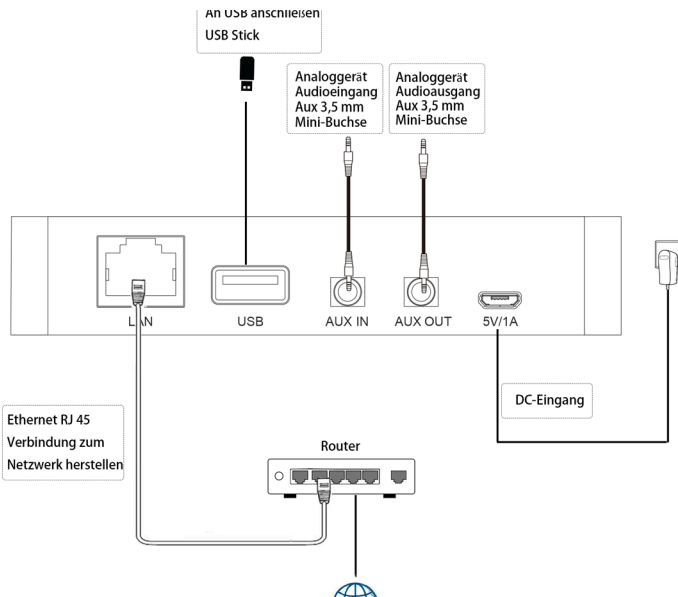 An USB anschließen
USB Stick
Analoggerät
Audioeingang
Aux 3,5 mm
Mini-Buchse
Analoggerät
Audioausgang
Aux 3,5 mm
Mini-Buchse
LAN
USB
AUX IN
AUX OUT
5V/1A
DC-Eingang
Ethernet RJ 45
Verbindung zum
Netzwerk herstellen
Router